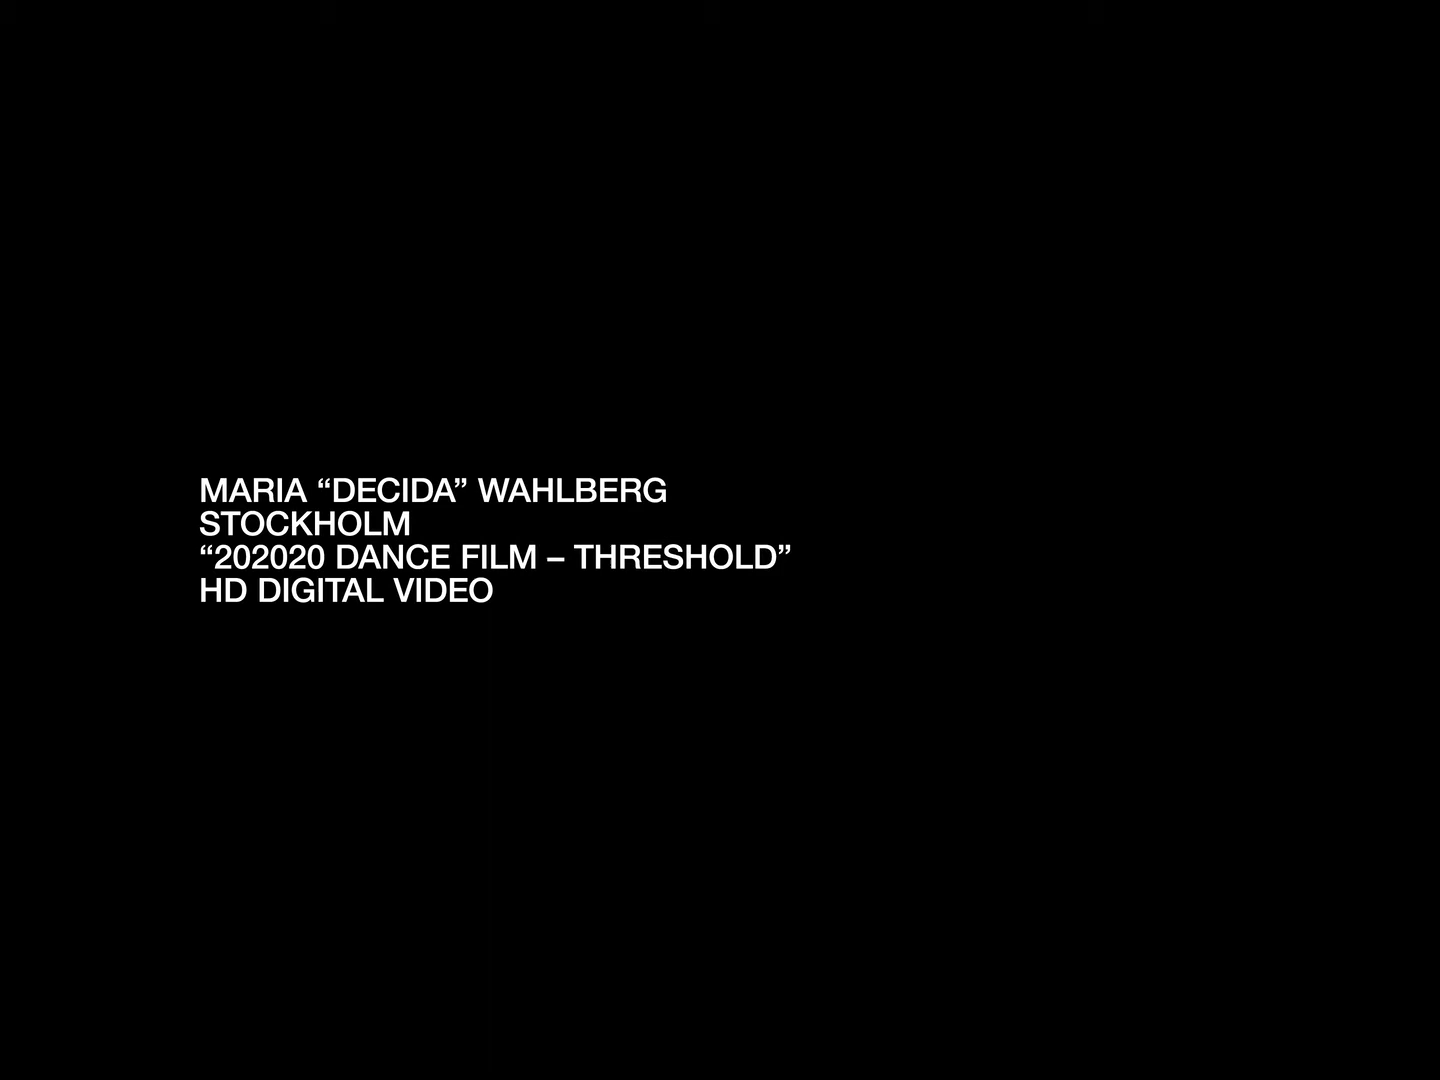 MARIA “DECIDA” WAHLBERG
STOCKHOLM
“202020 DANCE FILM – THRESHOLD”
HD DIGITAL VIDEO